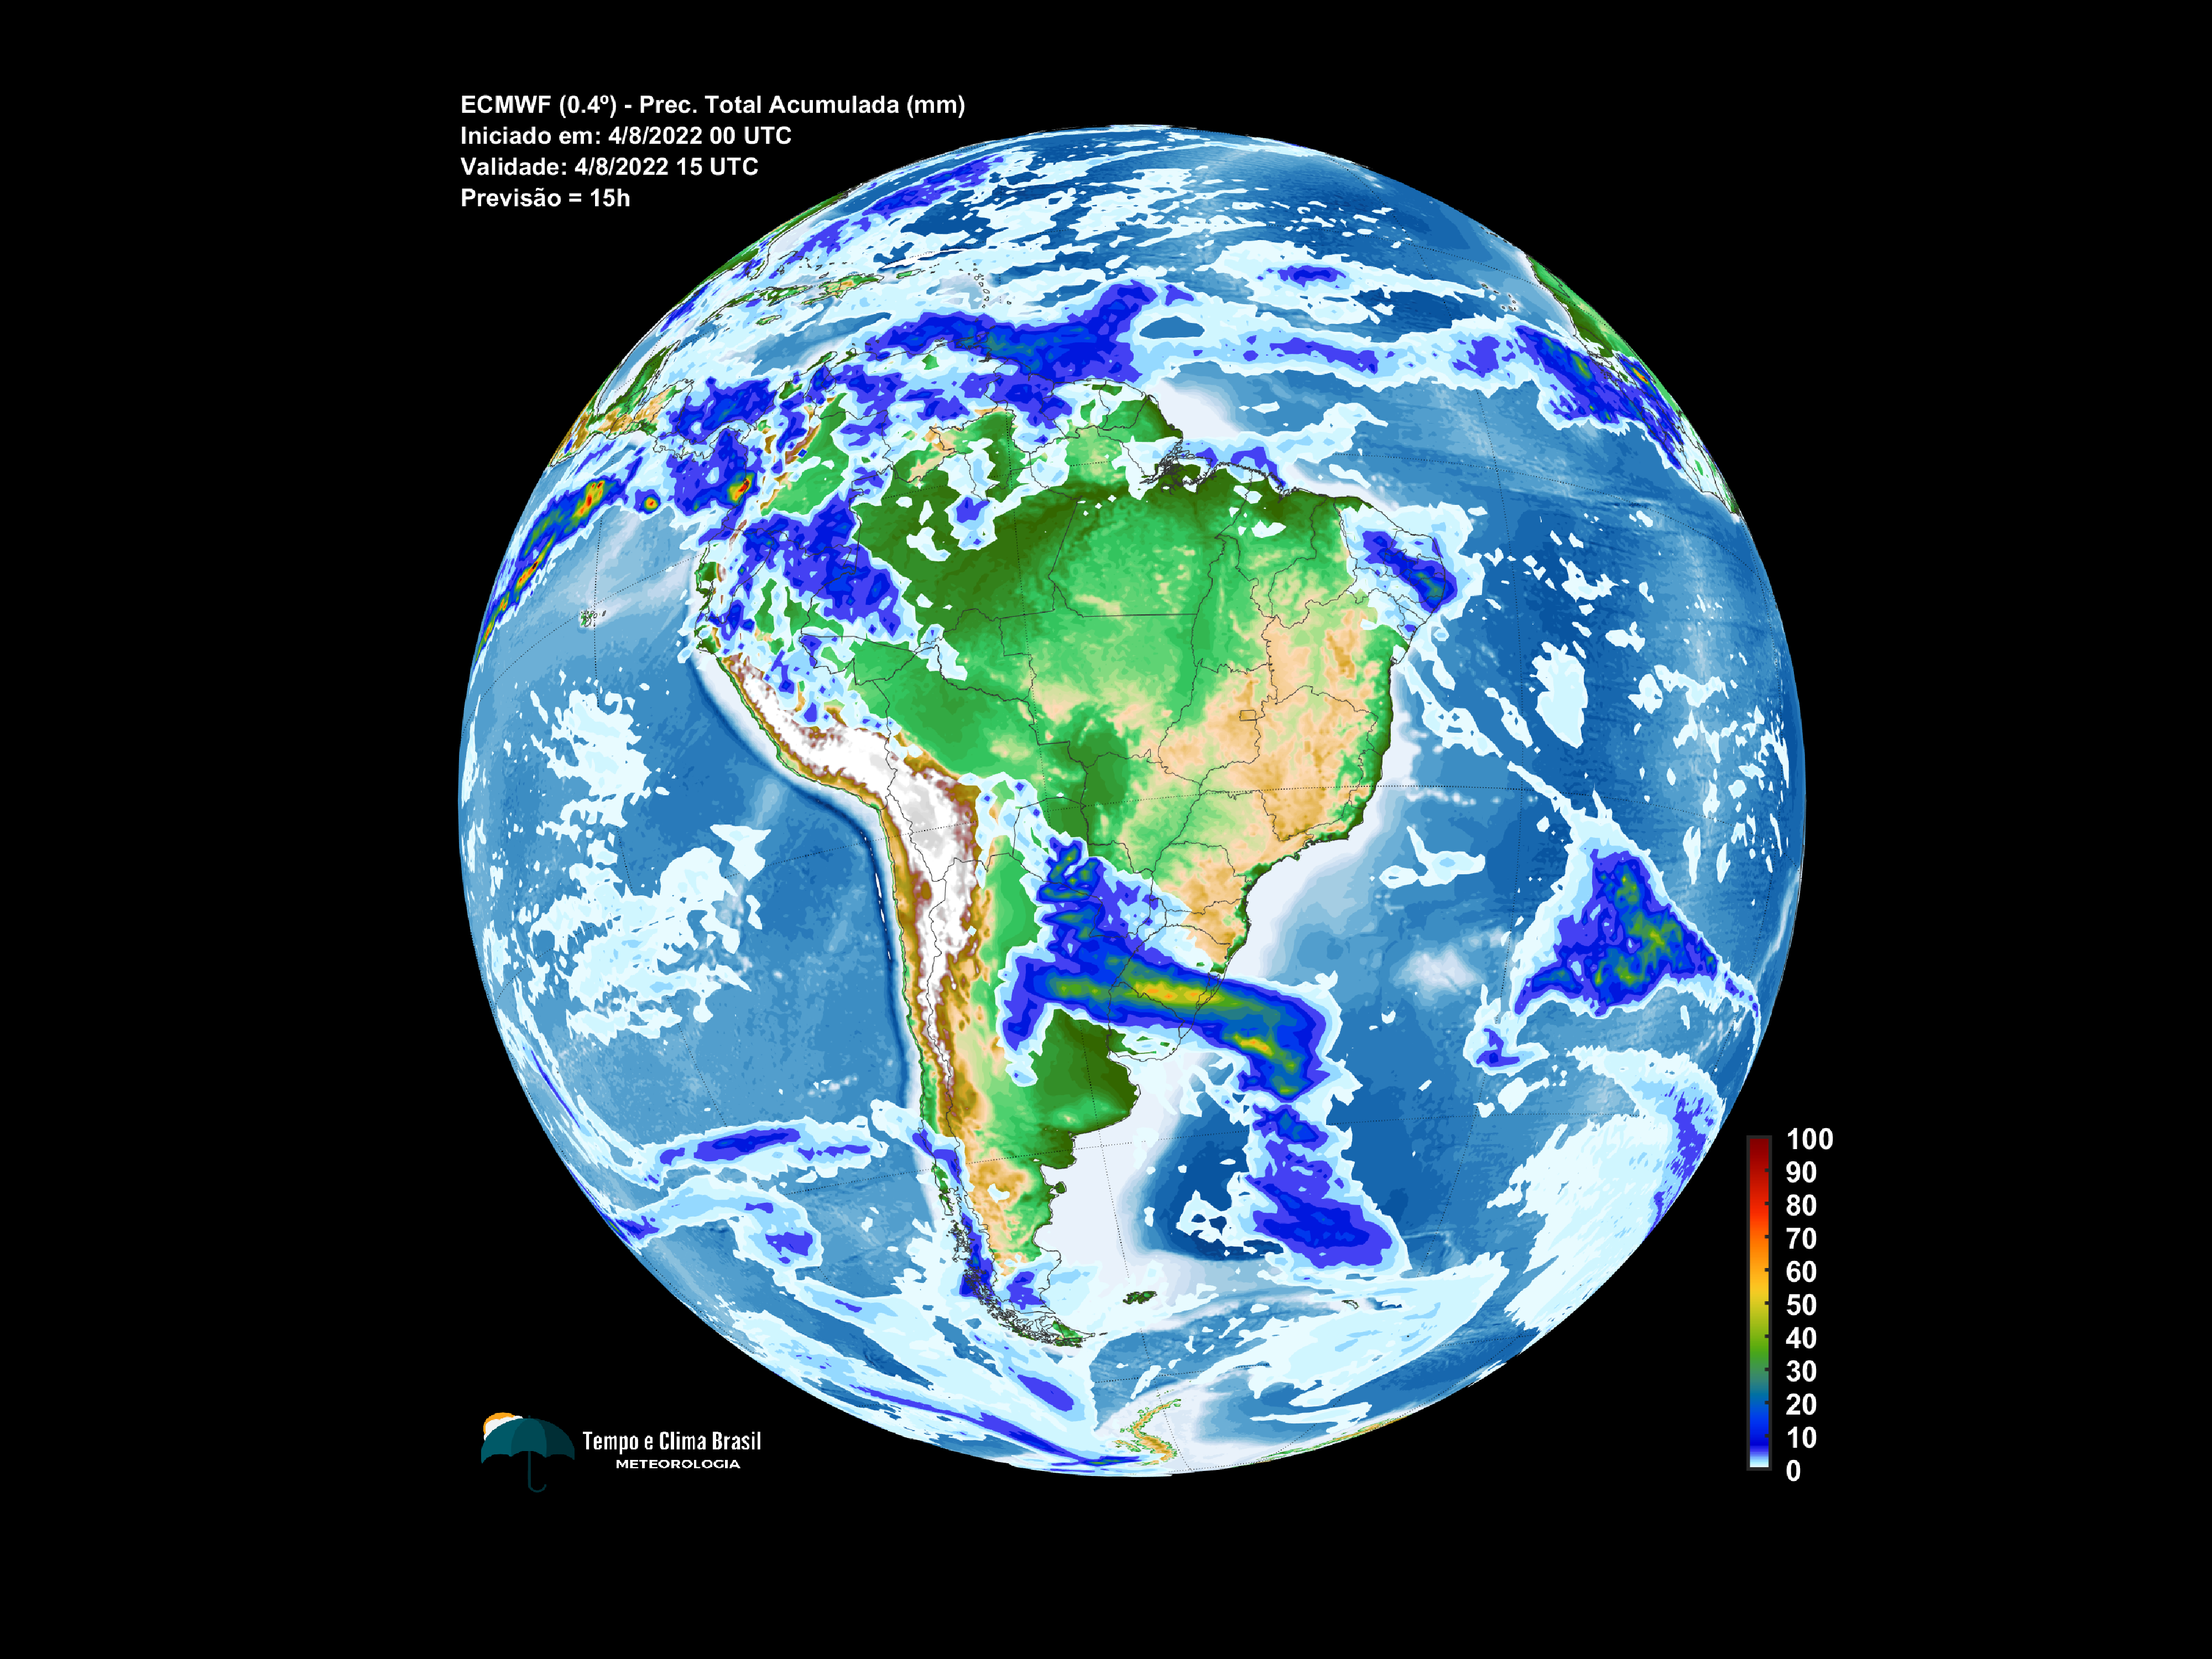 ECMWF (0.4º) - Prec. Total Acumulada (mm)
Iniciado em: 4/8/2022 00 UTC
Validade: 4/8/2022 15 UTC
Previsão = 15h
100
90
80
70
60
50
40
30
20
10
0
Tempo e Clima Brasil
METEOROLOGIA